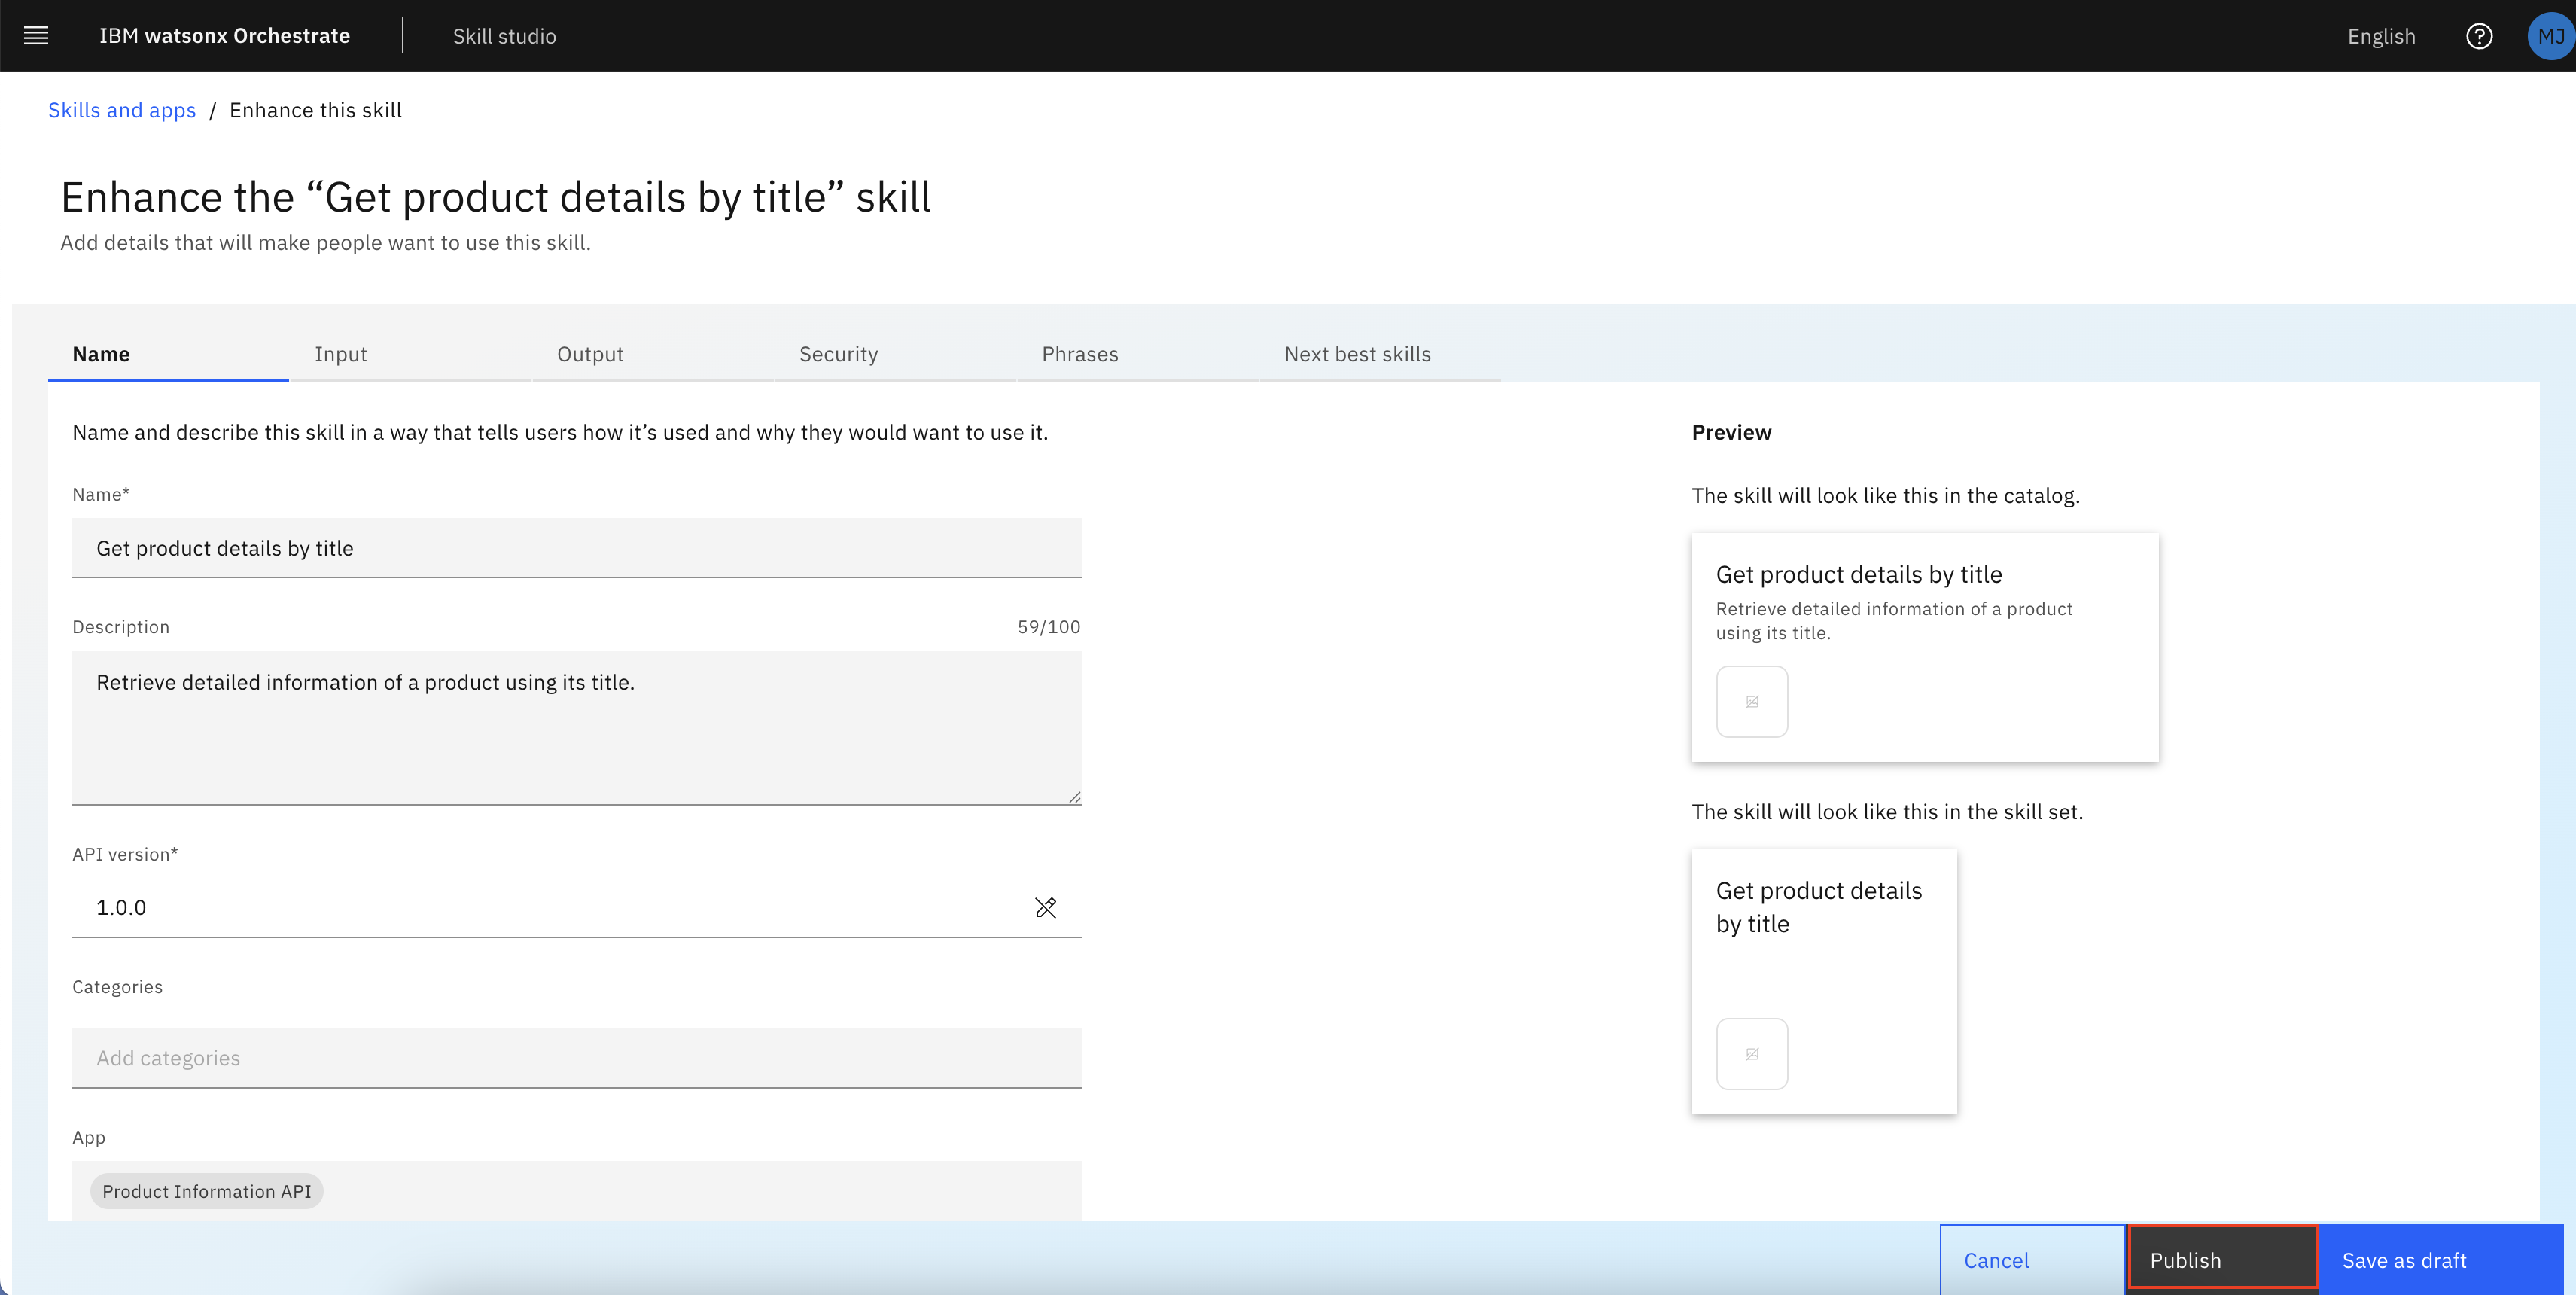 IBM watsonx Orchestrate
Skill studio
English
MJ
Skills and apps / Enhance this skill
Enhance the “Get product details by title” skill
Add details that will make people want to use this skill.
Name
Input
Output
Security
Phrases
Next best skills
Name and describe this skill in a way that tells users how it’s used and why they would want to use it.
Name*
Get product details by title
Description
59/100
Retrieve detailed information of a product using its title.
API version*
1.0.0
Categories
Add categories
App
Product Information API
Preview
The skill will look like this in the catalog.
Get product details by title
Retrieve detailed information of a product
using its title.
The skill will look like this in the skill set.
Get product details
by title
Cancel
Publish
Save as draft